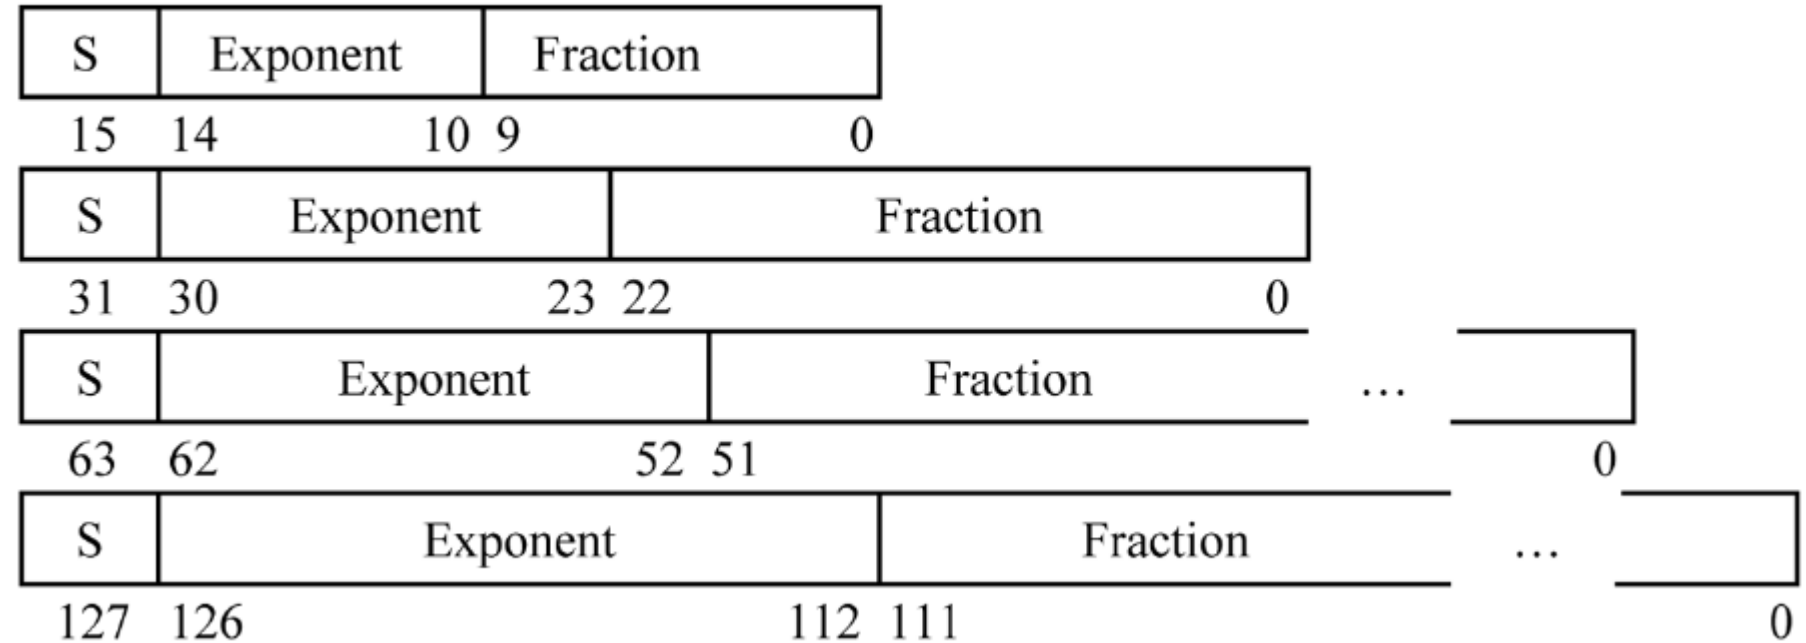 S Exponent Fraction
15 14 10 9 0
S Exponent Fraction
31 30 23 22 0
S Exponent Fraction ...
63 62 52 51 0
S Exponent Fraction ...
127 126 112 111 0